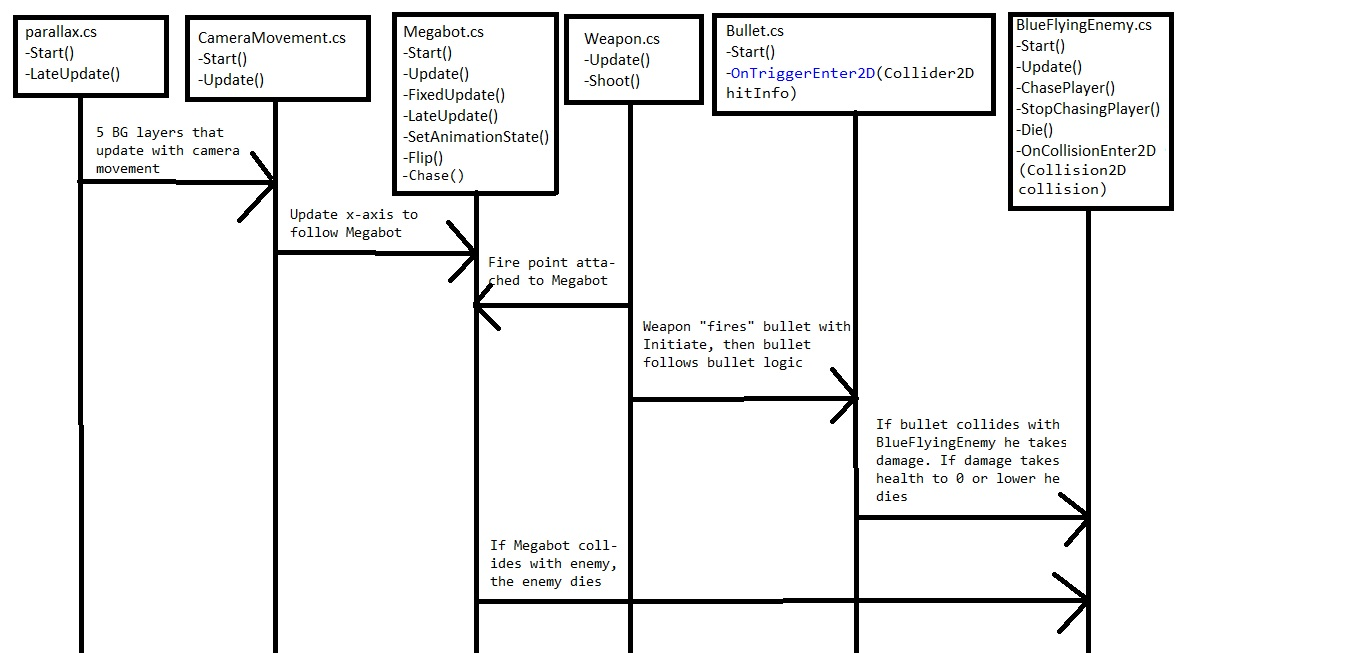 parallax.cs
-Start()
-LateUpdate()
CameraMovement.cs
-Start()
-Update()
Megabot.cs
-Start()
-Update()
-FixedUpdate()
-LateUpdate()
-SetAnimationState()
-Flip()
-Chase()
Weapon.cs
-Update()
-Shoot()
Bullet.cs
-Start()
-OnTriggerEnter2D(Collider2D
hitInfo)
BlueFlyingEnemy.cs
-Start()
-Update()
-ChasePlayer()
-StopChasingPlayer()
-Die()
-OnCollisionEnter2D
(Collision2D
collision)
5 BG layers that
update with camera
movement
Update x-axis to
follow Megabot
Fire point atta-
ched to Megabot
Weapon "fires" bullet with
Initiate, then bullet
follows bullet logic
If bullet collides with
BlueFlyingEnemy he takes
damage. If damage takes
health to 0 or lower he
dies
If Megabot coll-
ides with enemy,
the enemy dies